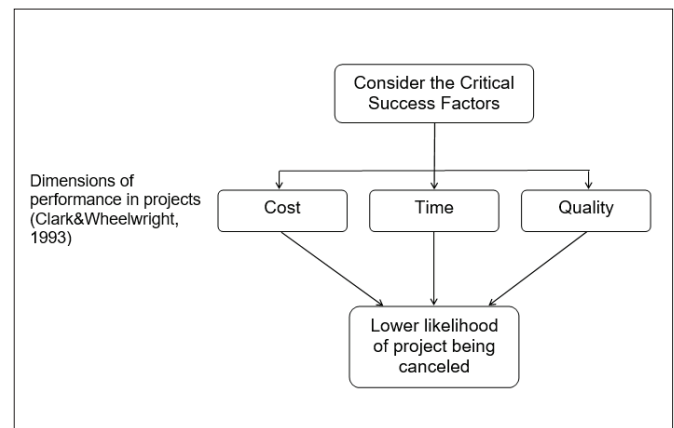 Consider the Critical
Success Factors
Dimensions of
performance in projects
(Clark&Wheelwright,
1993)
Cost
Time
Quality
Lower likelihood
of project being
canceled